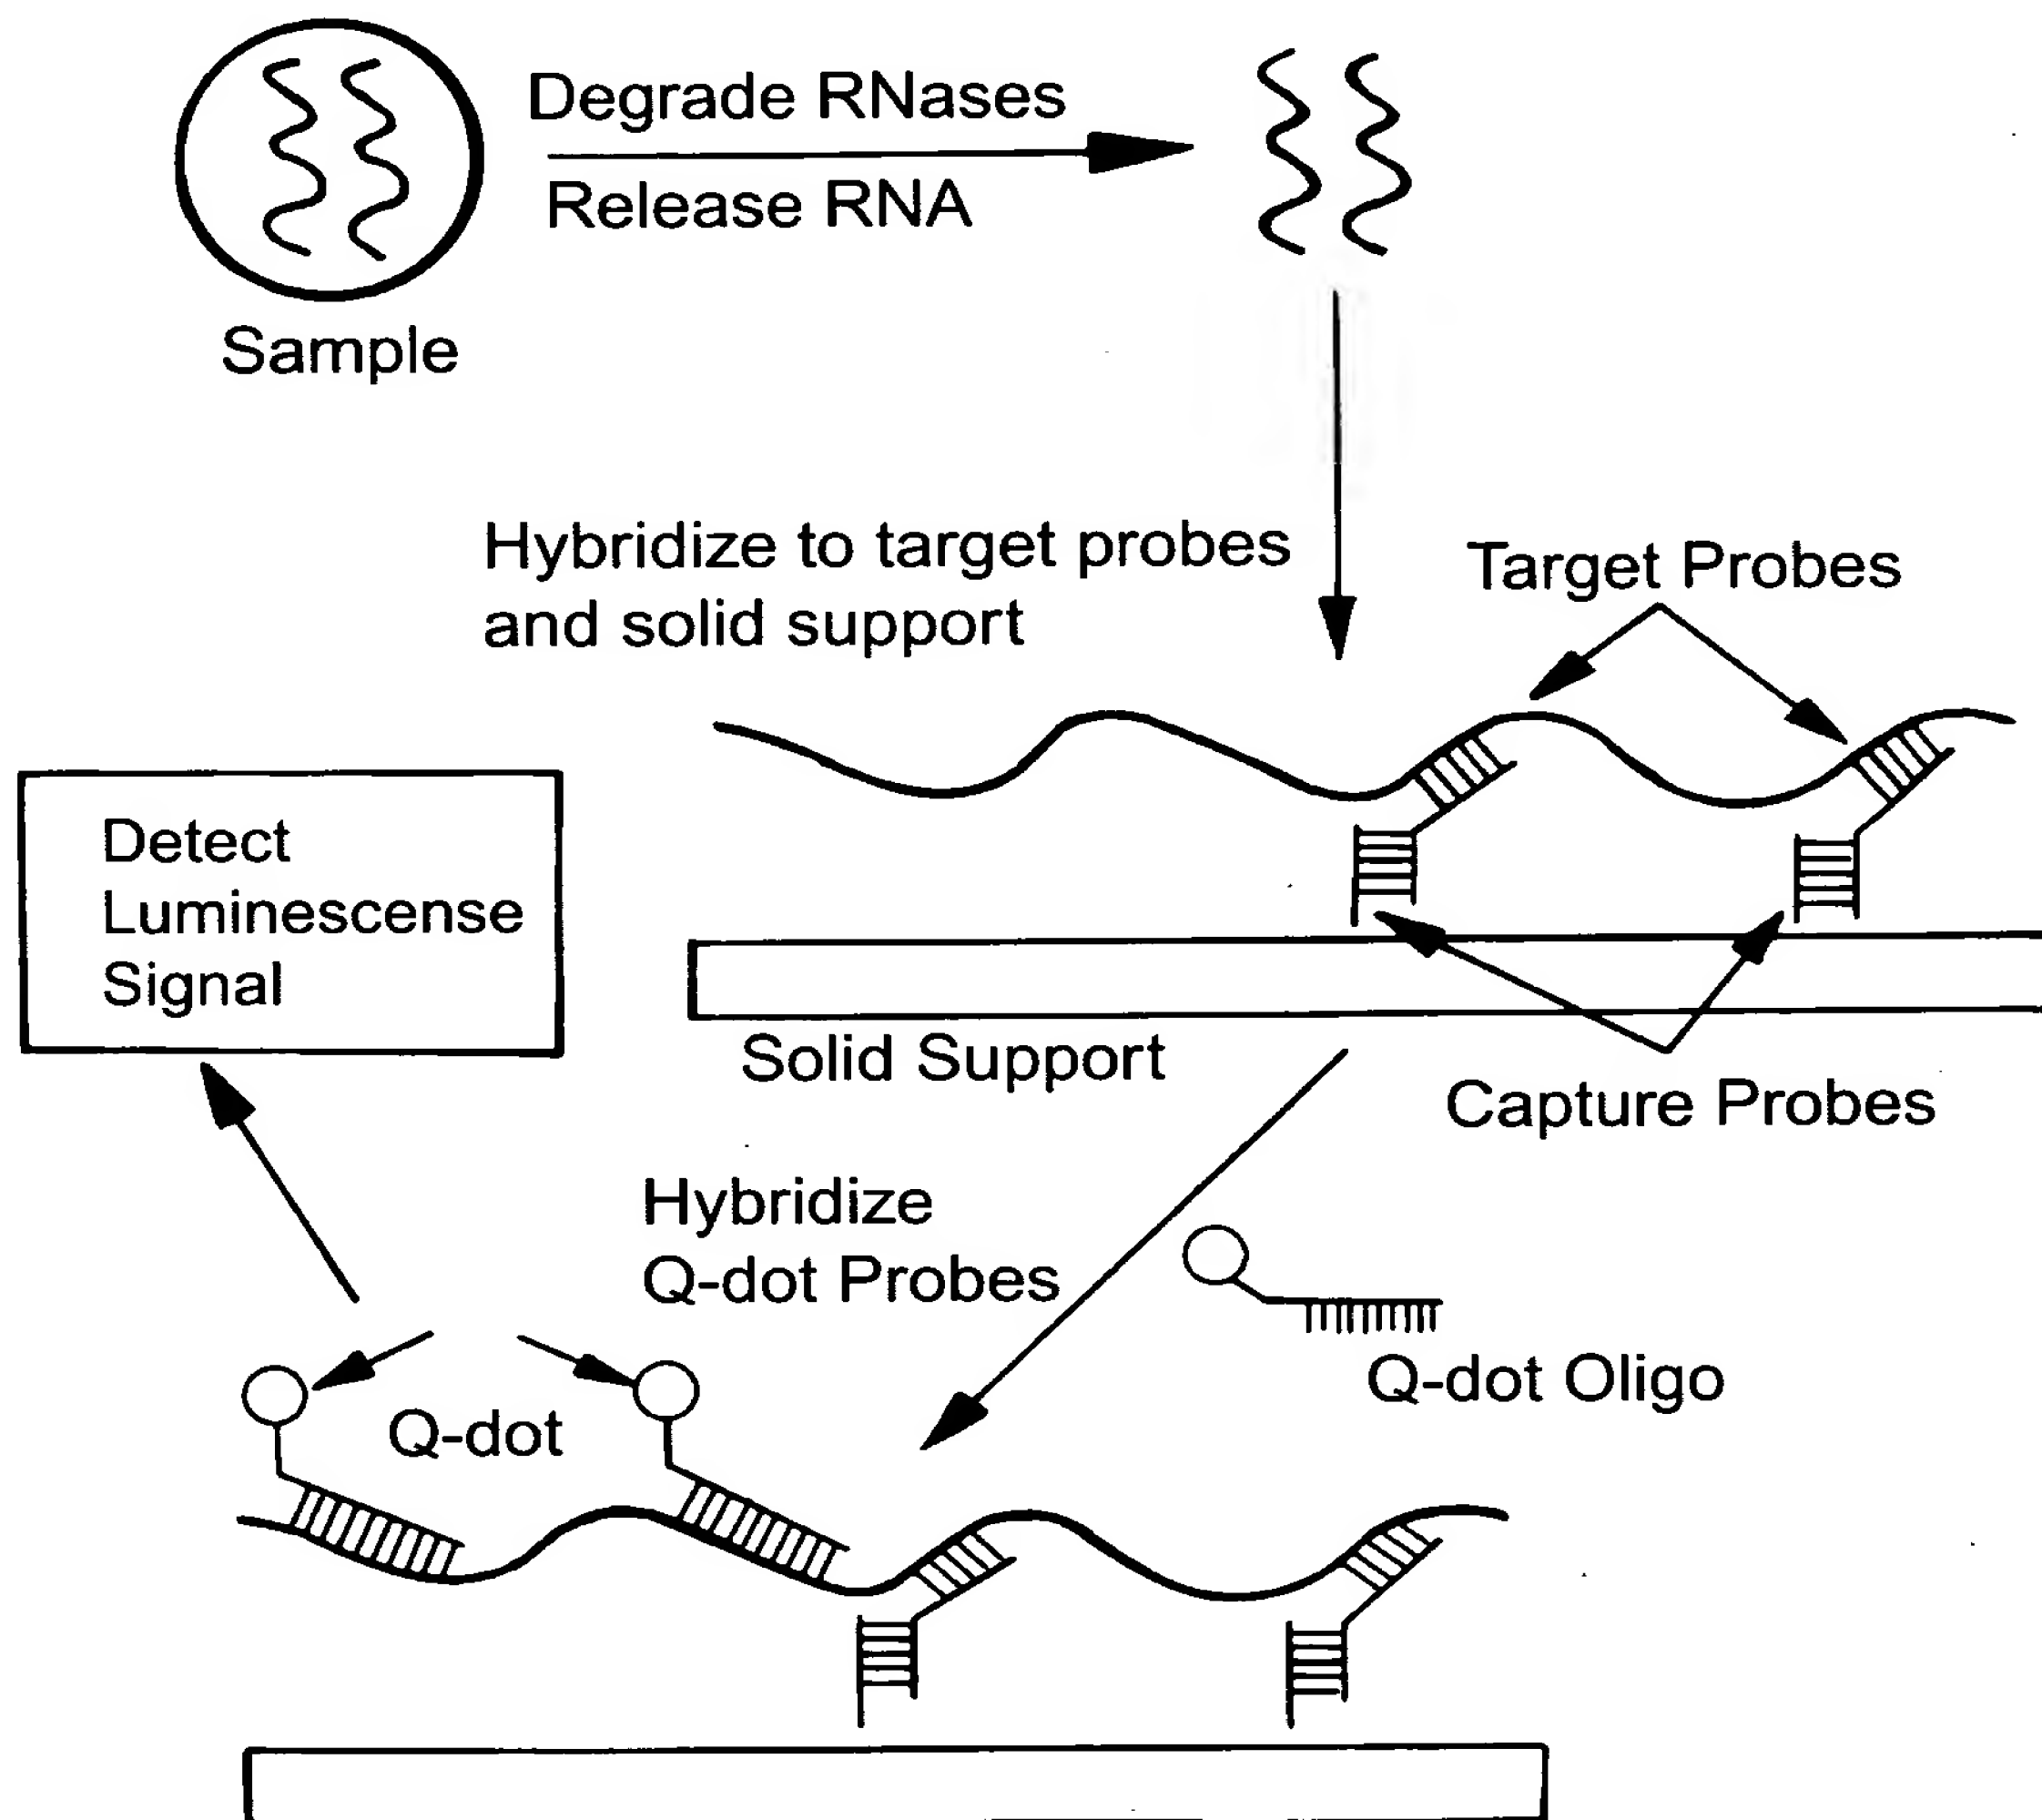 Degrade RNases
Release RNA
Sample
Hybridize to target probes
and solid support
Target Probes
Detect
Luminescense
Signal
Solid Support
Capture Probes
Hybridize
Q-dot Probes
Q-dot Oligo
Q-dot